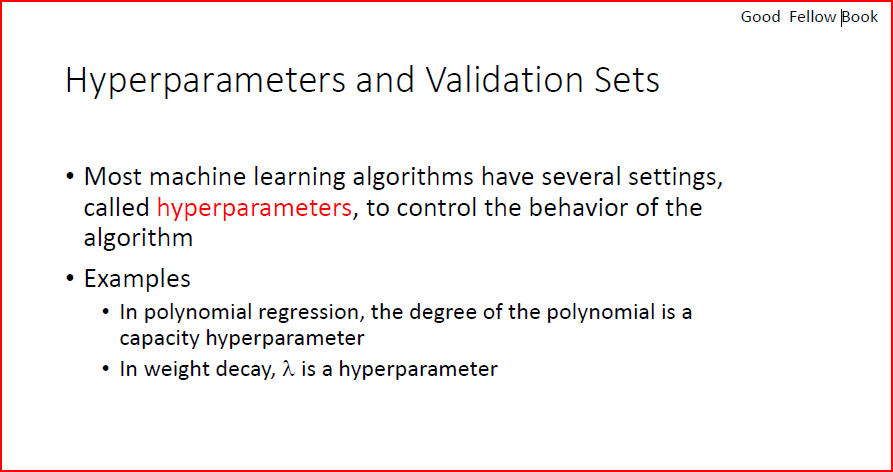 Good Fellow Book
Hyperparameters and Validation Sets
• Most machine learning algorithms have several settings,
called hyperparameters, to control the behavior of the
algorithm
• Examples
• In polynomial regression, the degree of the polynomial is a
capacity hyperparameter
• In weight decay, λ is a hyperparameter